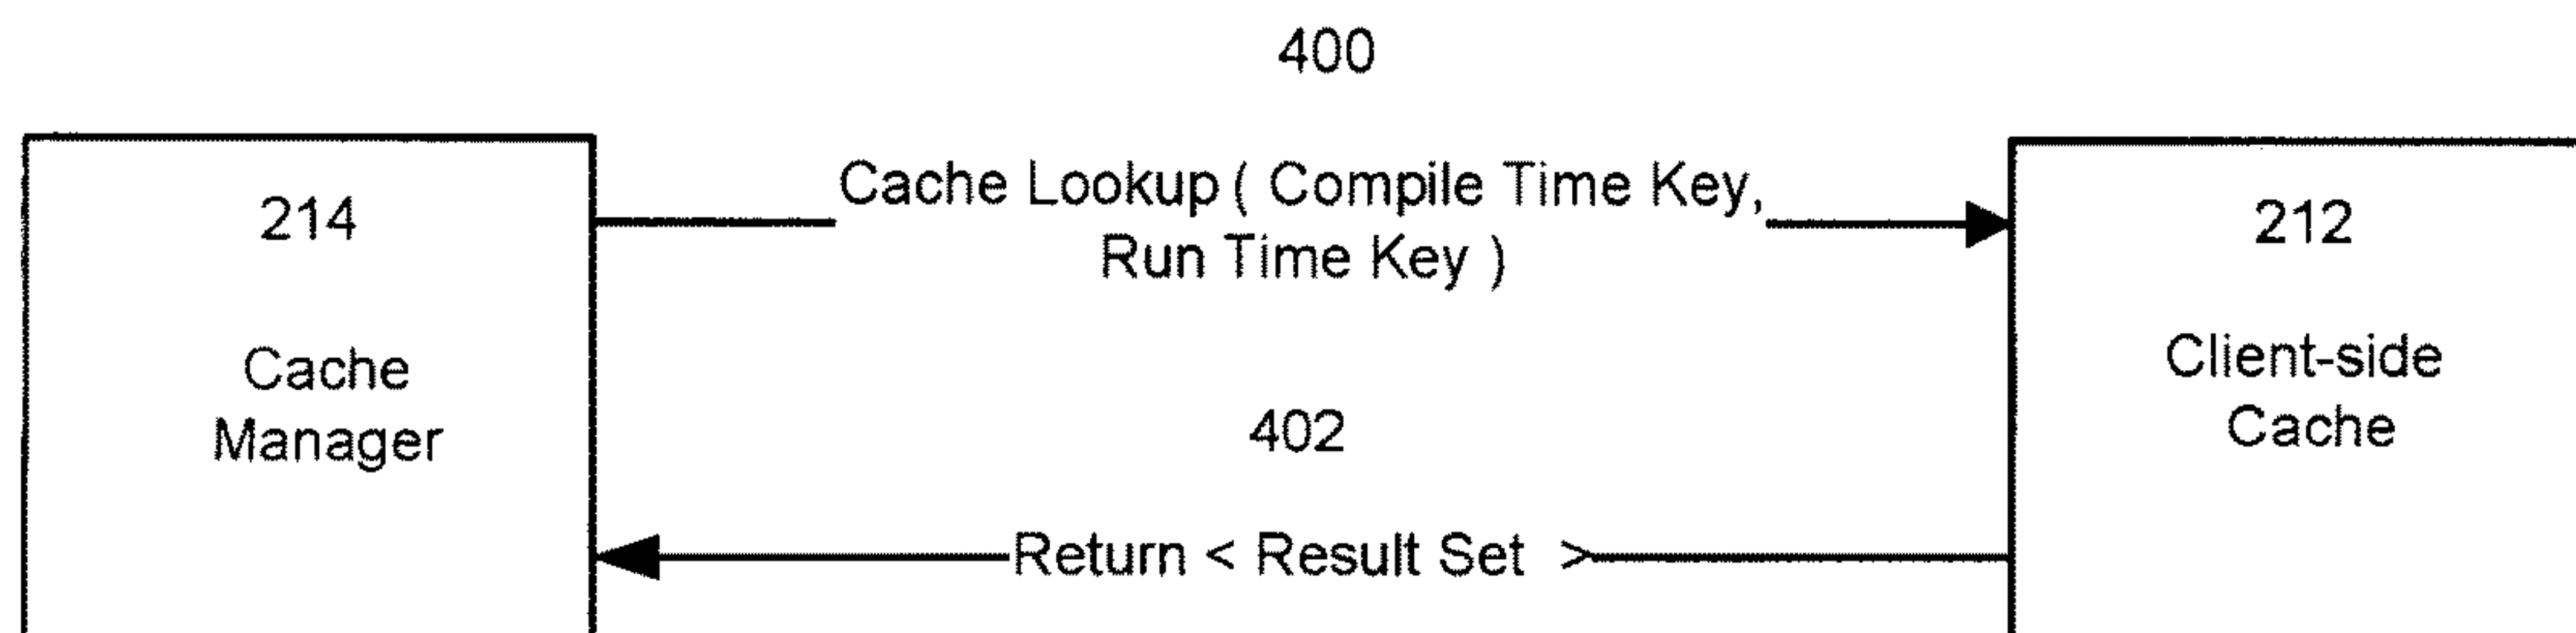 400
214
Cache
Manager
Cache Lookup ( Compile Time Key,
Run Time Key )
212
Client-side
Cache
402
Return < Result Set >